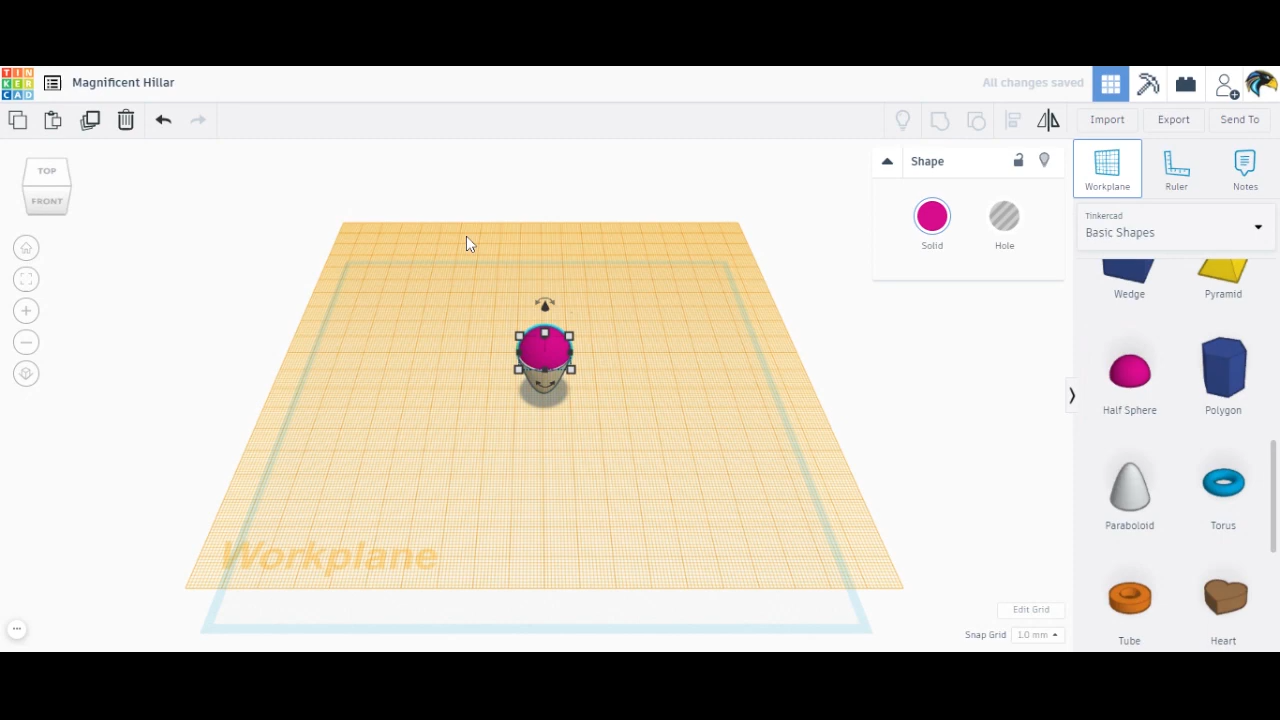 TIN
KER
CAD
Magnificent Hillar
All changes saved
Import
Export
Send To
TOP
FRONT
Shape
Solid
Hole
Workplane
Ruler
Notes
Tinkercad
Basic Shapes
Wedge
Pyramid
Half Sphere
Polygon
Paraboloid
Torus
Tube
Heart
Workplane
Edit Grid
Snap Grid 1.0 mm